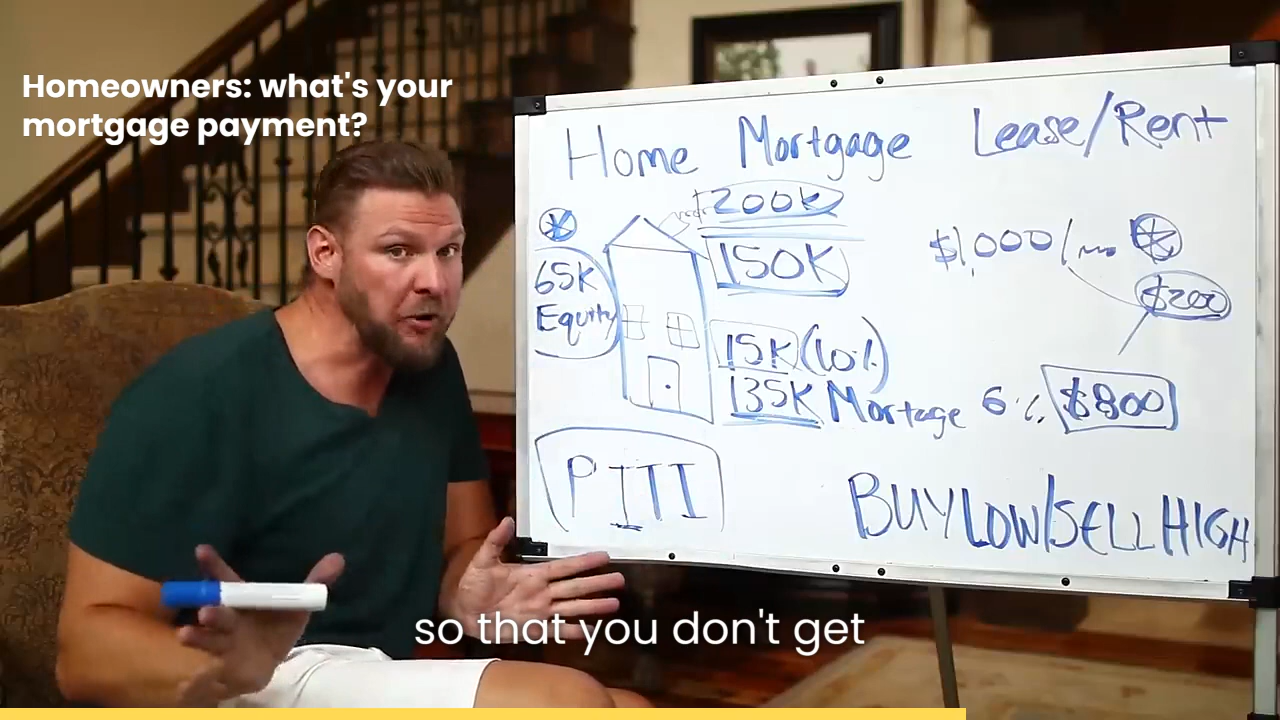 Homeowners: what's your
mortgage payment?
Home Mortgage Lease/Rent
$200k
150K
$1,000/mo
$200
65K
Equity
15K (10%)
135K Mortage 6% $800
PITI
BUY LOW/SELL HIGH
so that you don't get